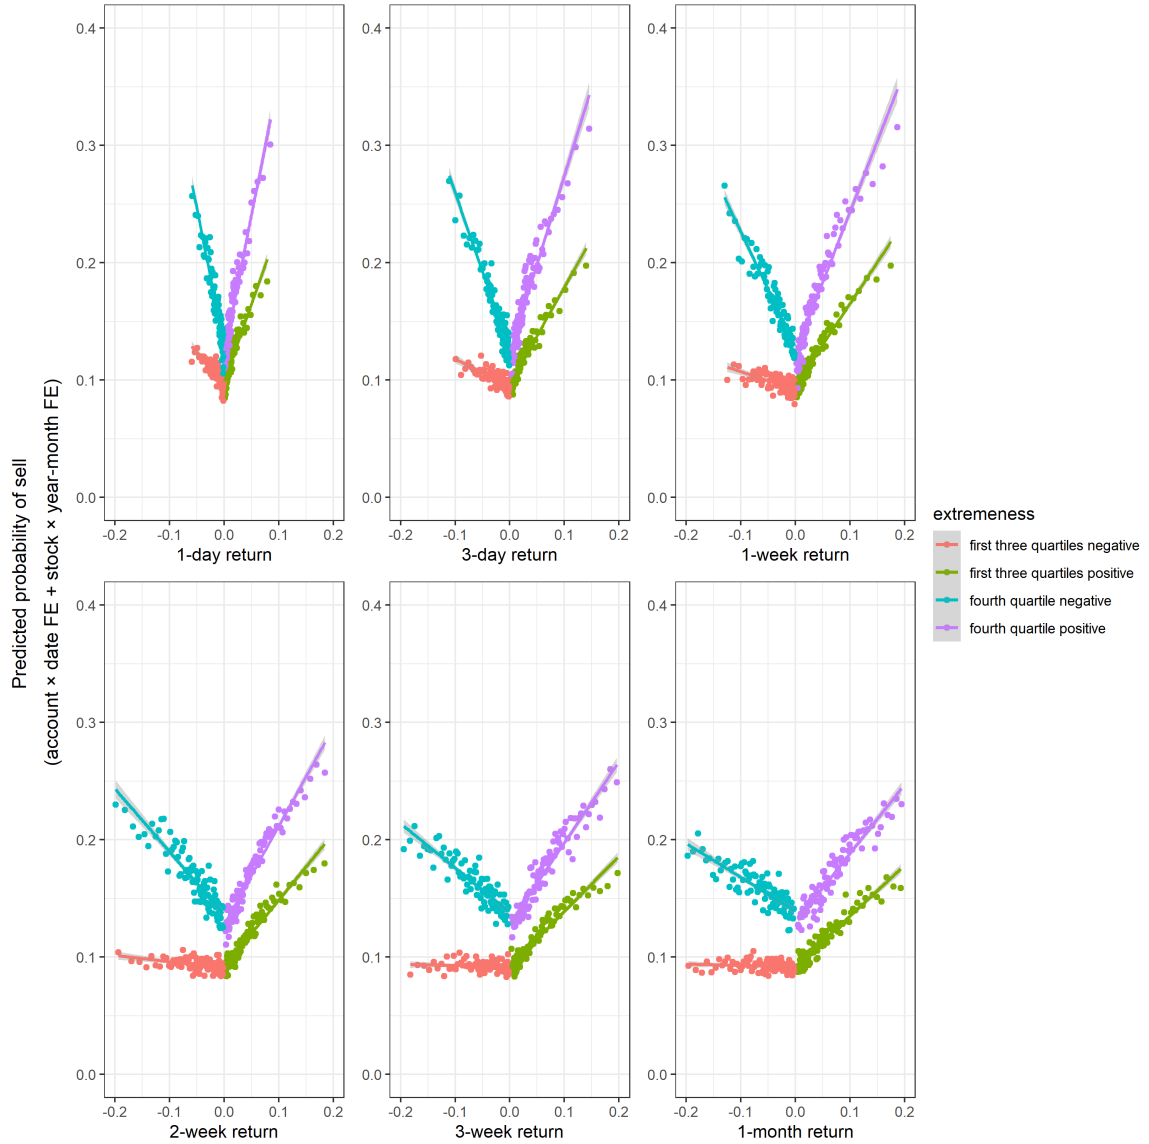 Predicted probability of sell
(account × date FE + stock × year-month FE)
0.4
0.3
0.2
0.1
0.0
-0.2 -0.1 0.0 0.1 0.2
1-day return
0.4
0.3
0.2
0.1
0.0
-0.2 -0.1 0.0 0.1 0.2
3-day return
0.4
0.3
0.2
0.1
0.0
-0.2 -0.1 0.0 0.1 0.2
1-week return
0.4
0.3
0.2
0.1
0.0
-0.2 -0.1 0.0 0.1 0.2
2-week return
0.4
0.3
0.2
0.1
0.0
-0.2 -0.1 0.0 0.1 0.2
3-week return
0.4
0.3
0.2
0.1
0.0
-0.2 -0.1 0.0 0.1 0.2
1-month return
extremeness
first three quartiles negative
first three quartiles positive
fourth quartile negative
fourth quartile positive